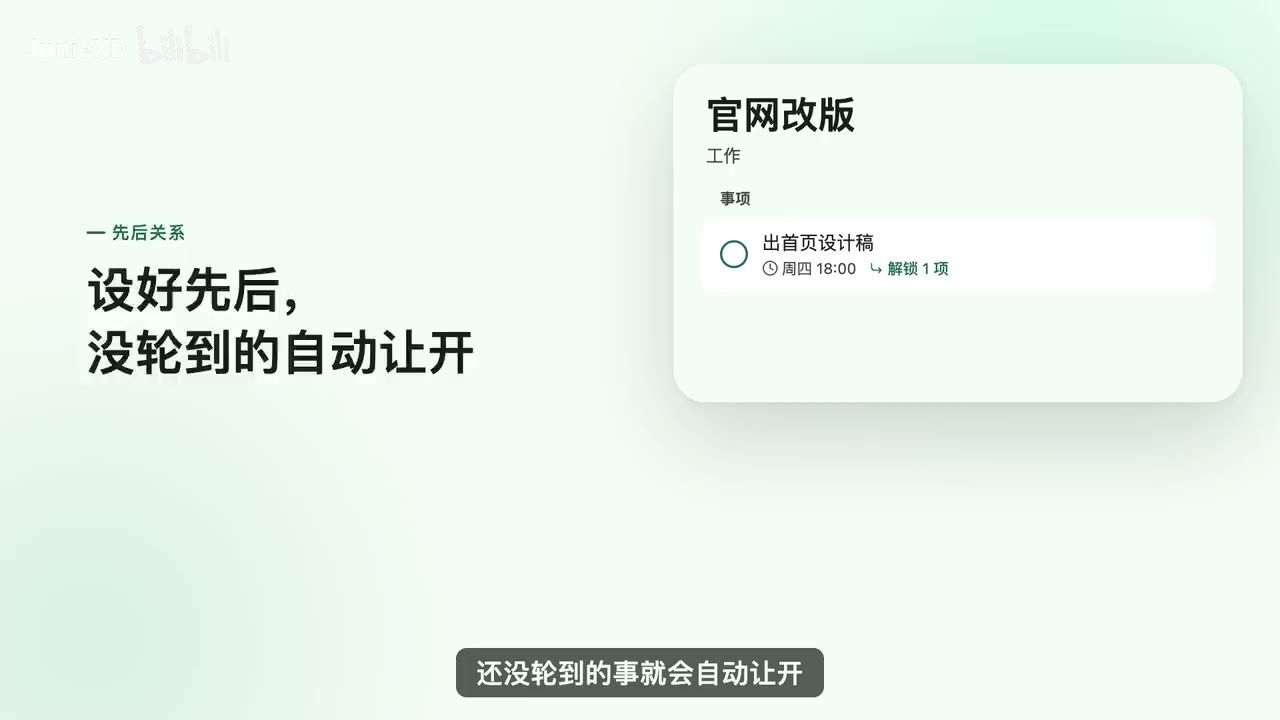 JunieXD bilibili
一 先后关系
设好先后，
没轮到的自动让开
官网改版
工作
事项
出首页设计稿
周四 18:00 ↳ 解锁 1 项
还没轮到的事就会自动让开